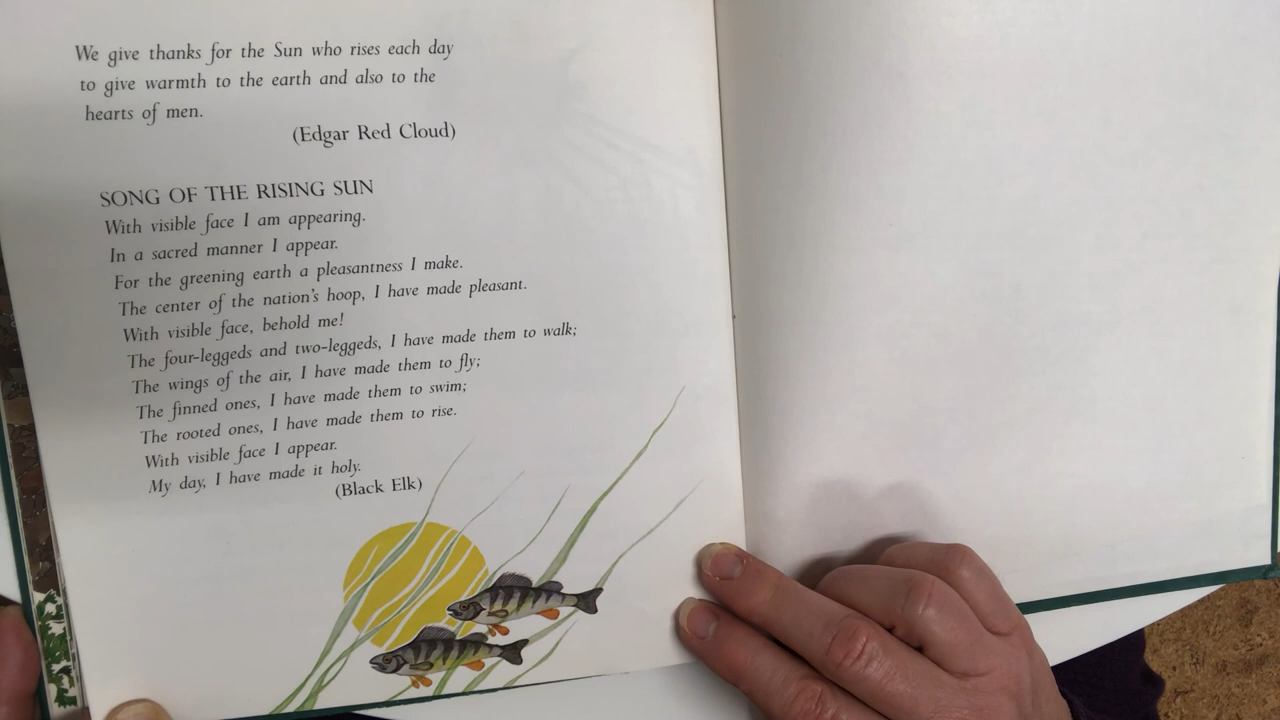 We give thanks for the Sun who rises each day
to give warmth to the earth and also to the
hearts of men.
(Edgar Red Cloud)
SONG OF THE RISING SUN
With visible face I am appearing.
In a sacred manner I appear.
For the greening earth a pleasantness I make.
The center of the nation's hoop, I have made pleasant.
With visible face, behold me!
The four-leggeds and two-leggeds, I have made them to walk;
The wings of the air, I have made them to fly;
The finned ones, I have made them to swim;
The rooted ones, I have made them to rise.
With visible face I appear.
My day, I have made it holy.
(Black Elk)